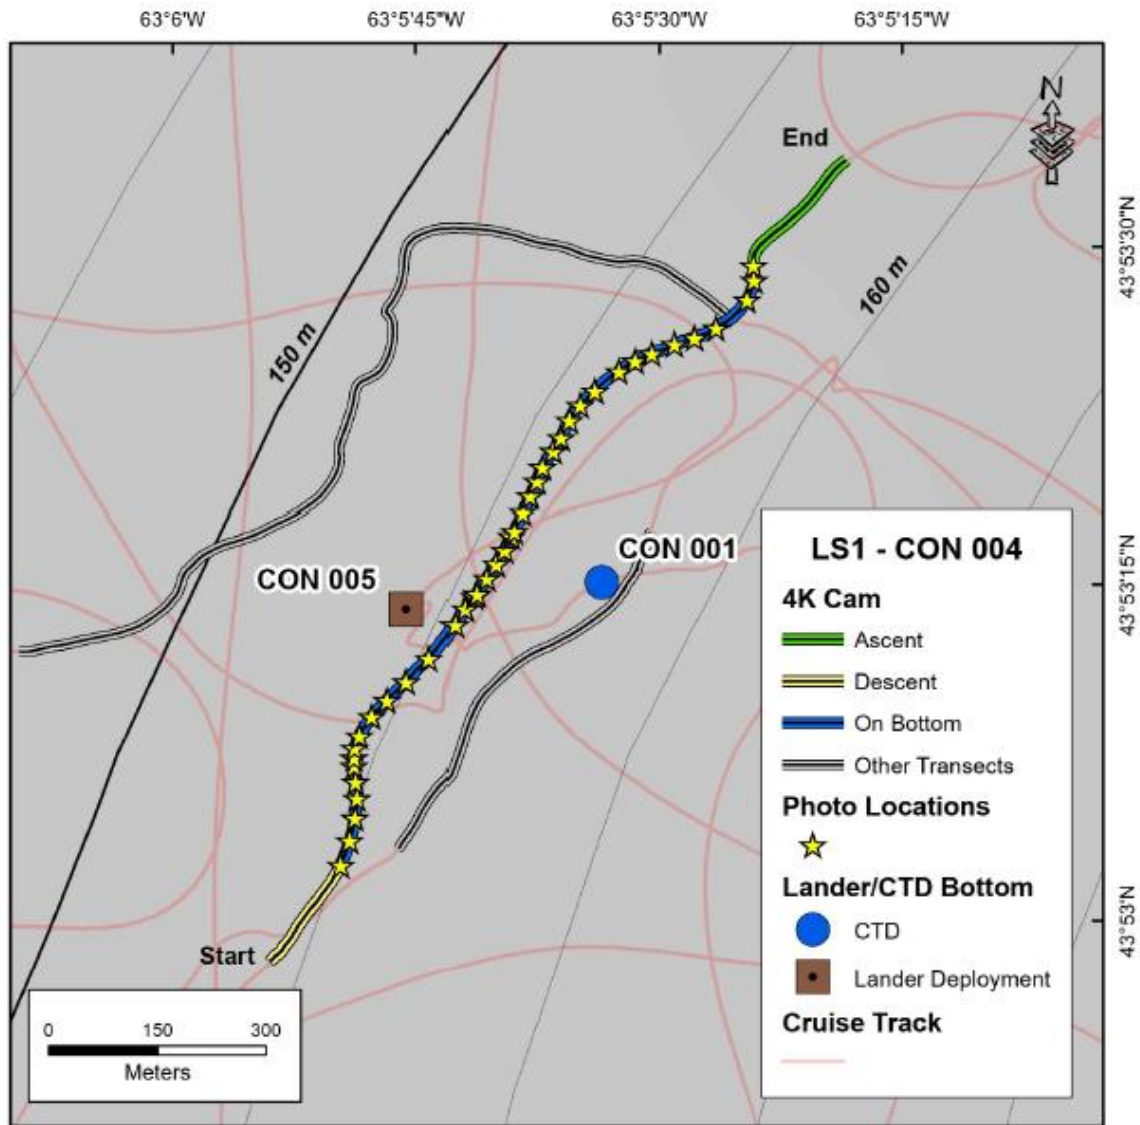 63°6'W 63°5'45"W 63°5'30"W 63°5'15"W
N
End
43°53'30"N
160 m
150 m
LS1 - CON 004
CON 001
CON 005
43°53'15"N
4K Cam
Ascent
Descent
On Bottom
Other Transects
Photo Locations
Lander/CTD Bottom
CTD
43°53'N
Start
Lander Deployment
Cruise Track
0 150 300
Meters